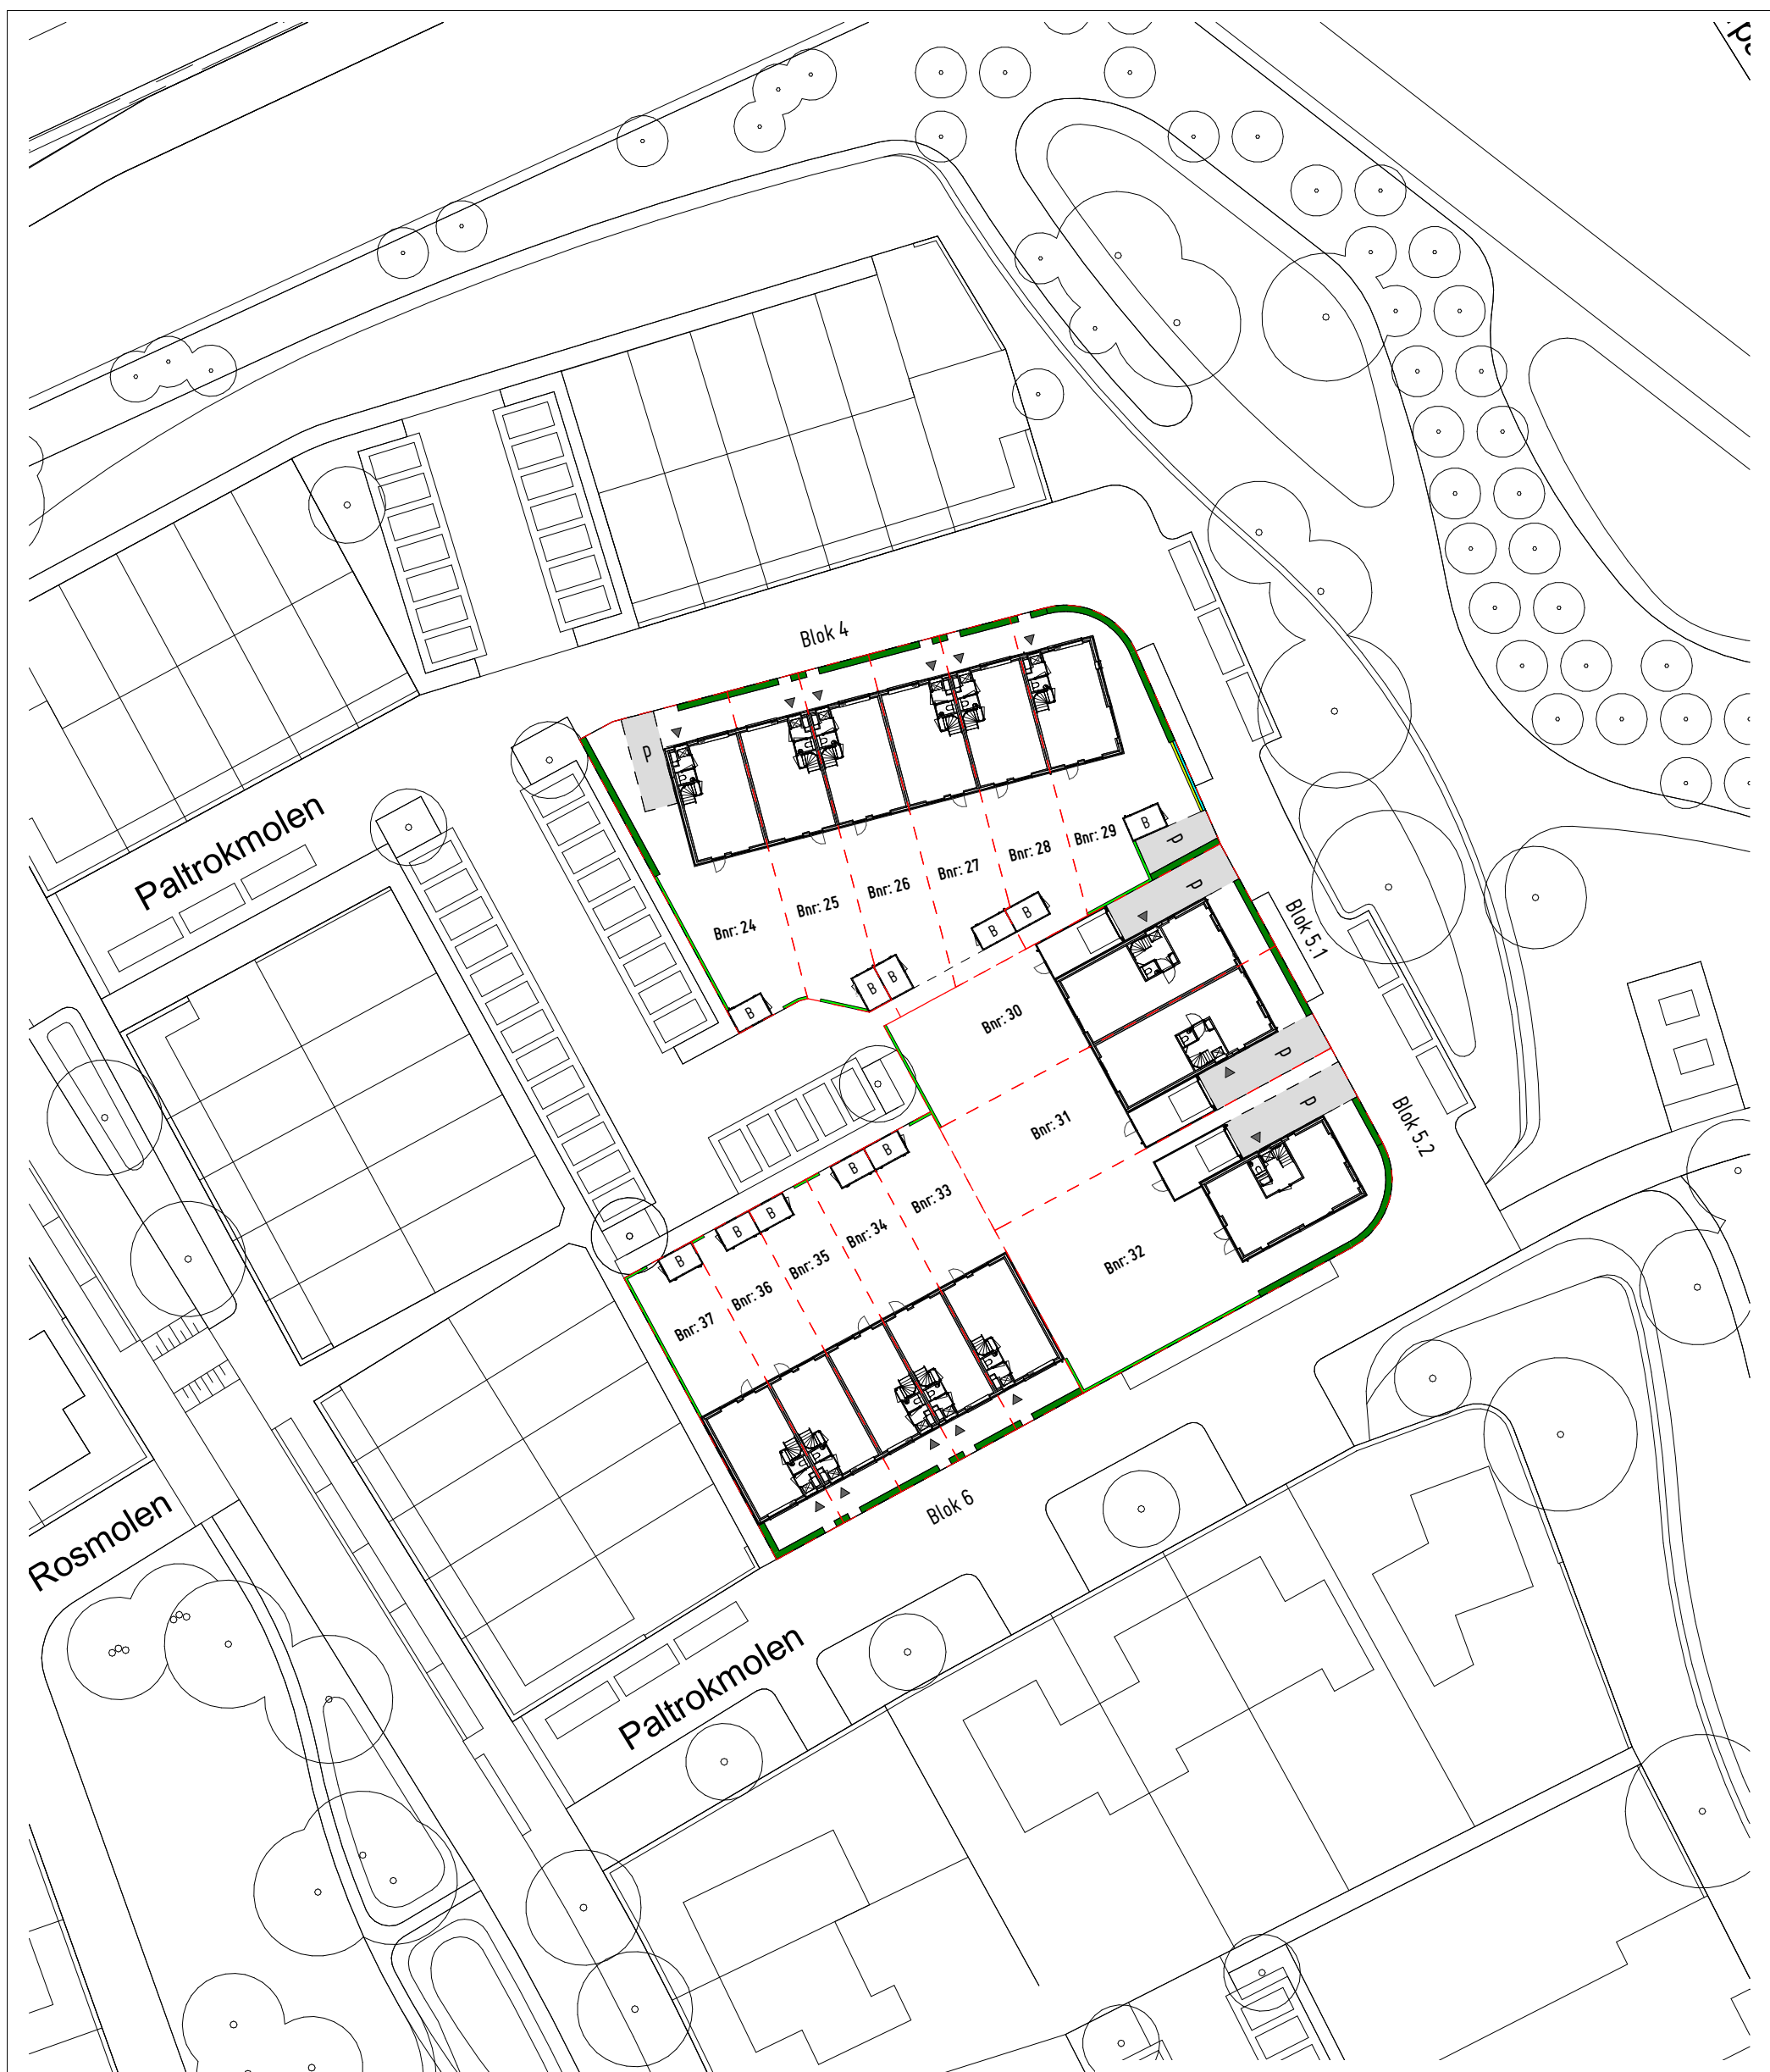 Blok 4
P
Paltrokmolen
Bnr: 24
Bnr: 25
Bnr: 26
Bnr: 27
Bnr: 28
Bnr: 29
B
P
P
B
B
B
B
B
Blok 5.1
Bnr: 30
P
Bnr: 31
P
Blok 5.2
B
B
B
B
B
Bnr: 33
Bnr: 34
Bnr: 35
Bnr: 36
Bnr: 37
Bnr: 32
Blok 6
Rosmolen
Paltrokmolen